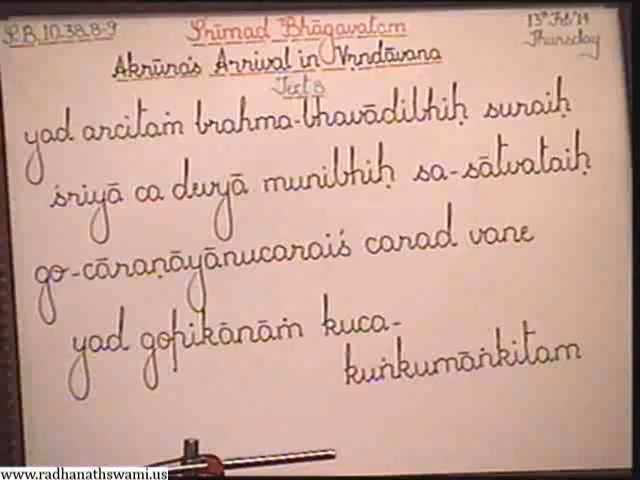 S.B. 10.38.8-9
Śrīmad Bhāgavatam
13th Feb'14
Thursday
Akrūra's Arrival in Vṛndāvana
Text 8
yad arcitaṁ brahma-bhavādibhiḥ suraiḥ
śriyā ca devyā munibhiḥ sa-sātvataiḥ
go-cāraṇāyānucaraiś carad vane
yad gopikānāṁ kuca-
kuṅkumāṅkitam
www.radhanathswami.us